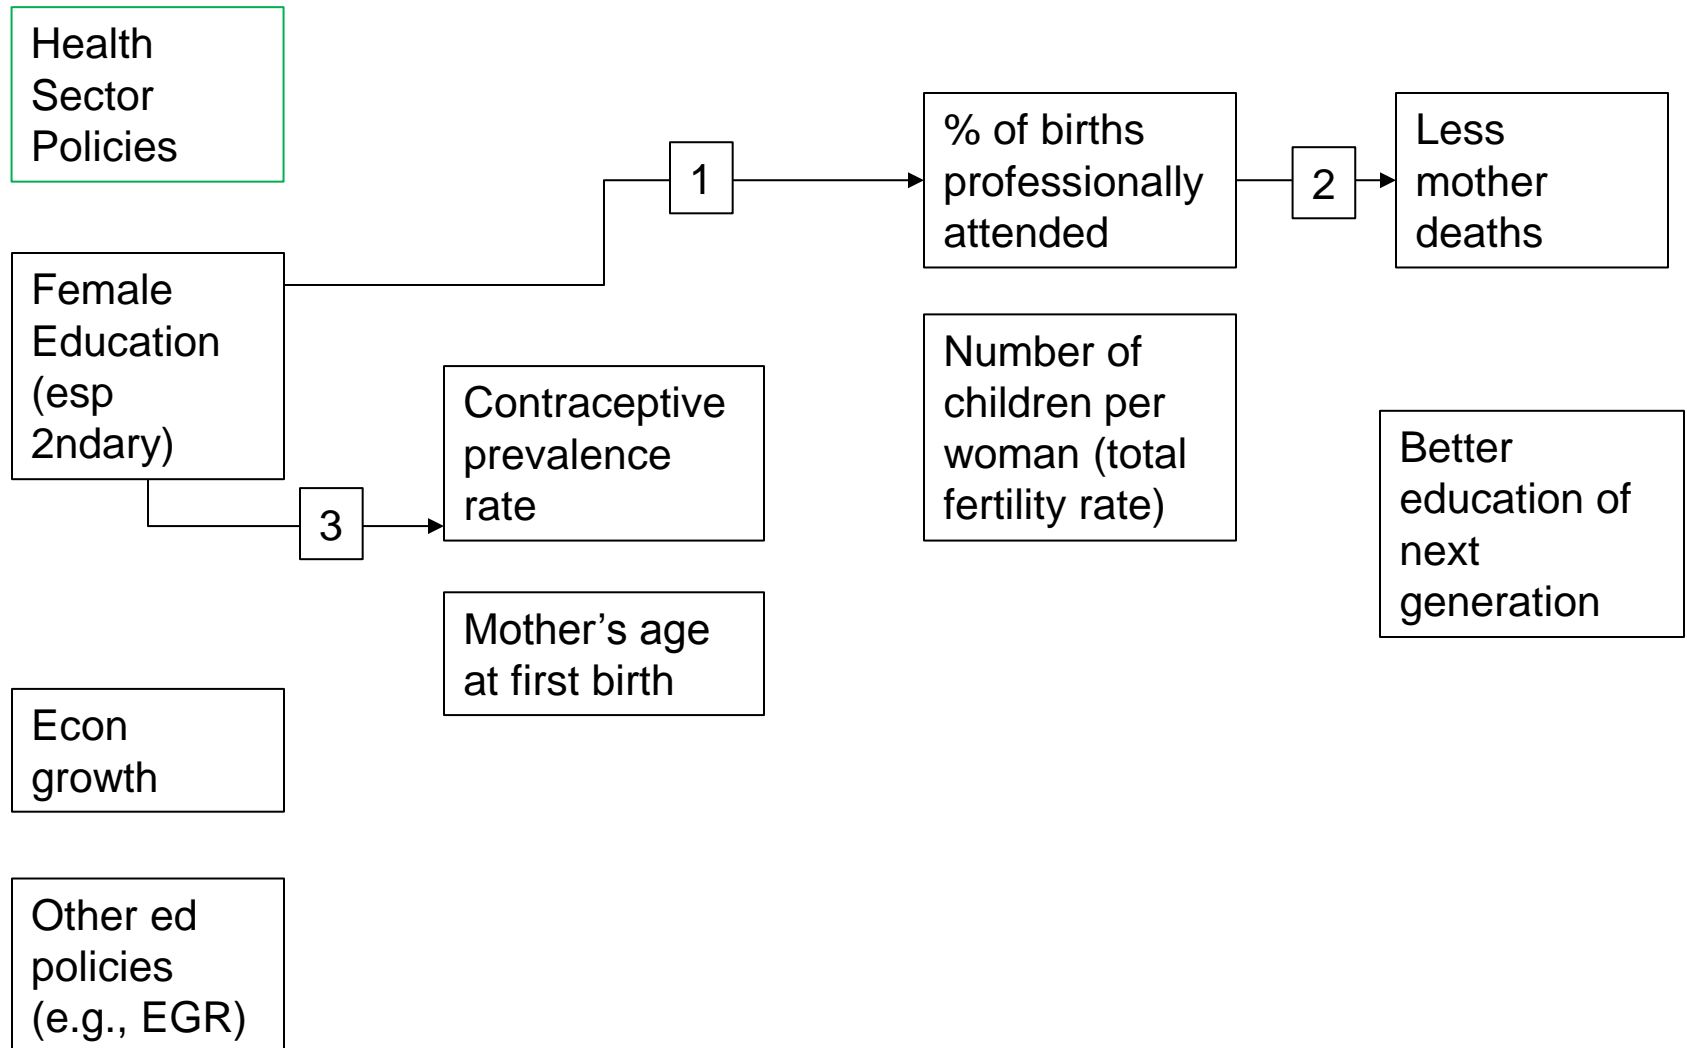 Health
Sector
Policies
1
% of births
professionally
attended
2
Less
mother
deaths
Female
Education
(esp
2ndary)
3
Contraceptive
prevalence
rate
Number of
children per
woman (total
fertility rate)
Better
education of
next
generation
Mother’s age
at first birth
Econ
growth
Other ed
policies
(e.g., EGR)